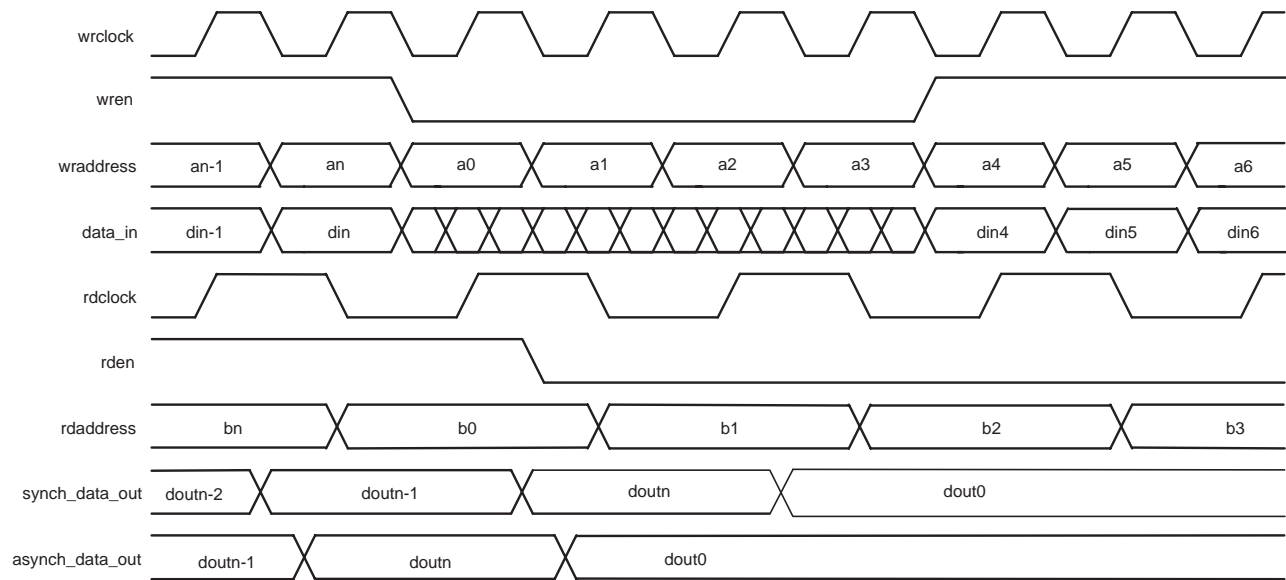 wrclock
wren
wraddress an-1 an a0 a1 a2 a3 a4 a5 a6
data_in din-1 din din4 din5 din6
rdclock
rden
rdaddress bn b0 b1 b2 b3
synch_data_out doutn-2 doutn-1 doutn dout0
asynch_data_out doutn-1 doutn dout0